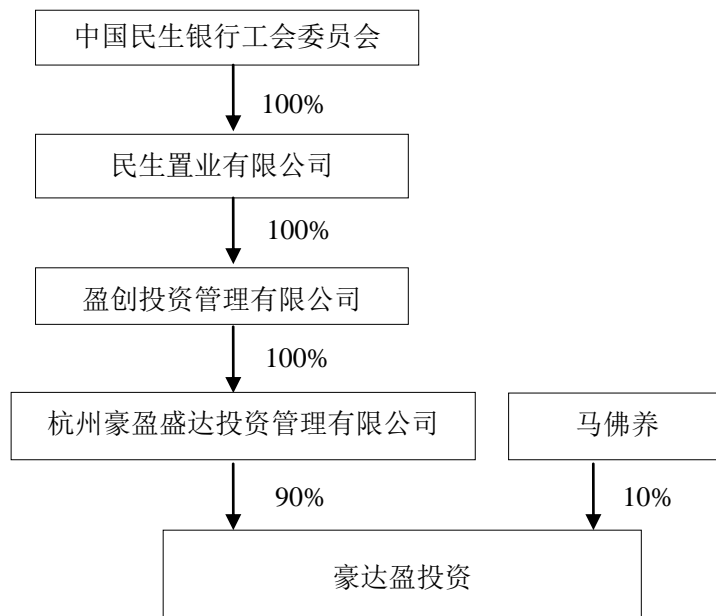 中国民生银行工会委员会
100%
民生置业有限公司
100%
盈创投资管理有限公司
100%
杭州豪盈盛达投资管理有限公司
马佛养
90%
10%
豪达盈投资